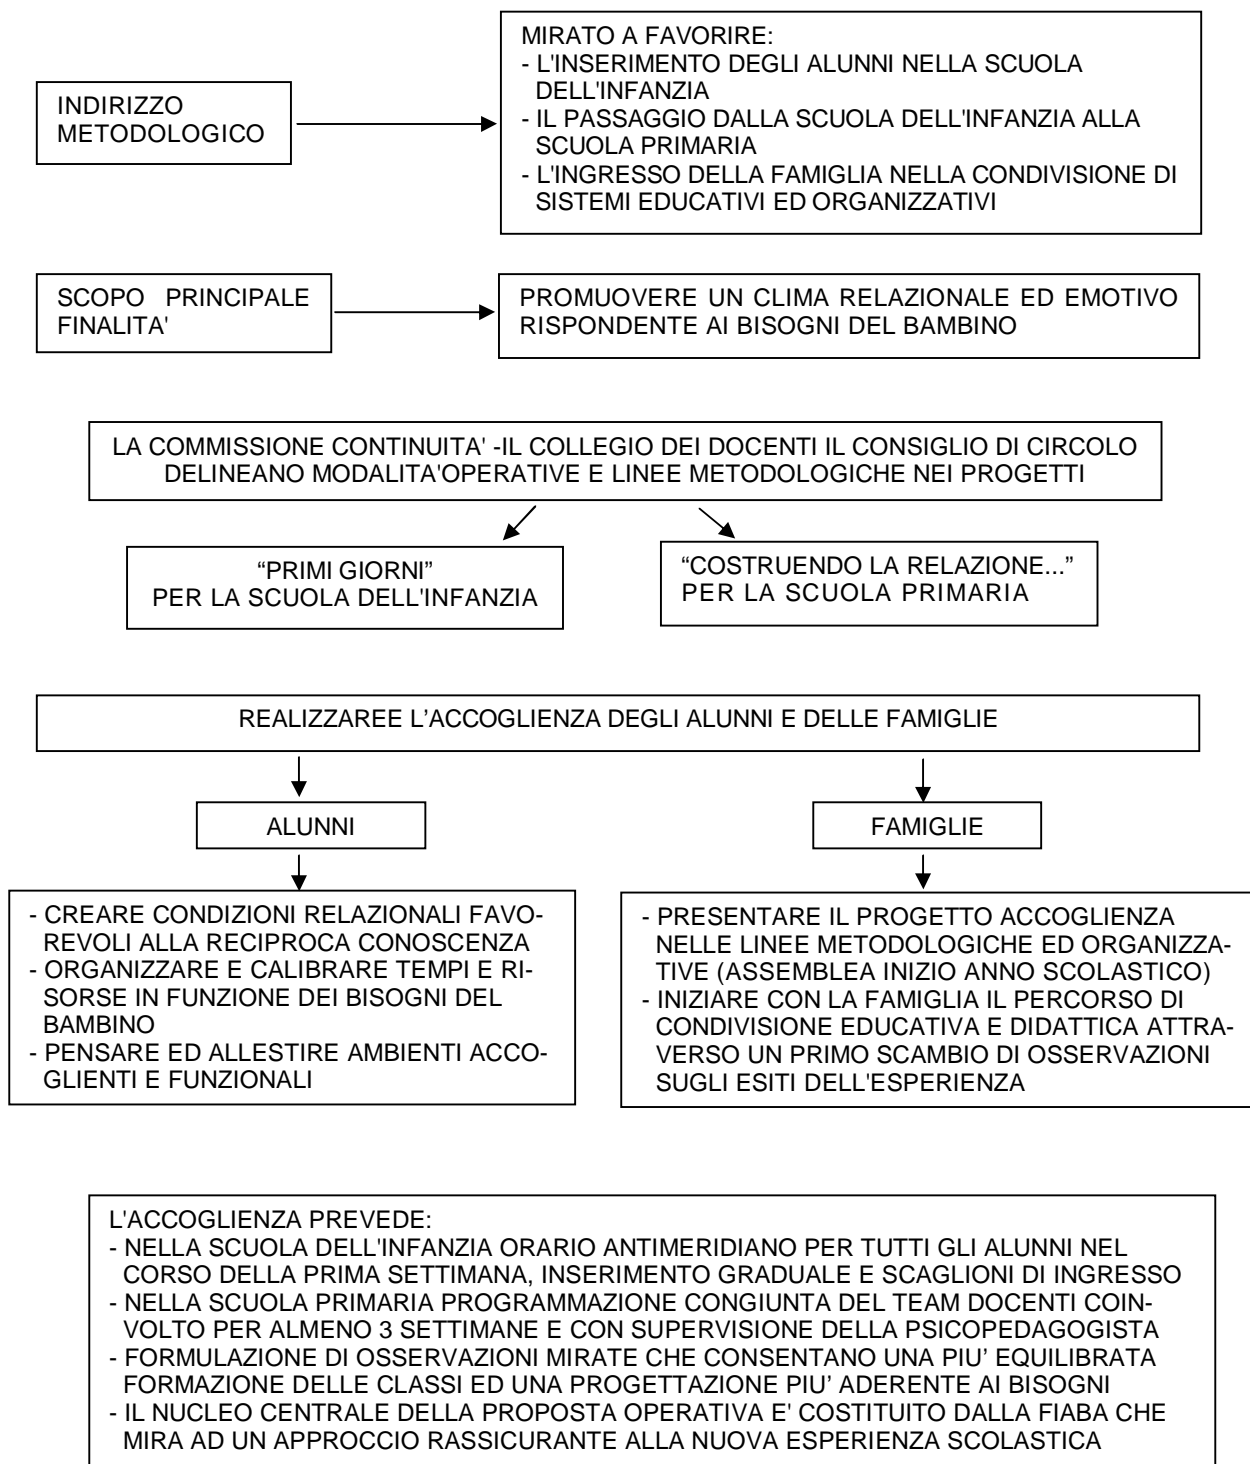 INDIRIZZO
METODOLOGICO
MIRATO A FAVORIRE:
- L'INSERIMENTO DEGLI ALUNNI NELLA SCUOLA
DELL'INFANZIA
- IL PASSAGGIO DALLA SCUOLA DELL'INFANZIA ALLA
SCUOLA PRIMARIA
- L'INGRESSO DELLA FAMIGLIA NELLA CONDIVISIONE DI
SISTEMI EDUCATIVI ED ORGANIZZATIVI
SCOPO PRINCIPALE
FINALITA'
PROMUOVERE UN CLIMA RELAZIONALE ED EMOTIVO
RISPONDENTE AI BISOGNI DEL BAMBINO
LA COMMISSIONE CONTINUITA' -IL COLLEGIO DEI DOCENTI IL CONSIGLIO DI CIRCOLO
DELINEANO MODALITA'OPERATIVE E LINEE METODOLOGICHE NEI PROGETTI
“PRIMI GIORNI”
PER LA SCUOLA DELL'INFANZIA
“COSTRUENDO LA RELAZIONE...”
PER LA SCUOLA PRIMARIA
REALIZZAREE L’ACCOGLIENZA DEGLI ALUNNI E DELLE FAMIGLIE
ALUNNI
FAMIGLIE
- CREARE CONDIZIONI RELAZIONALI FAVO-
REVOLI ALLA RECIPROCA CONOSCENZA
- ORGANIZZARE E CALIBRARE TEMPI E RI-
SORSE IN FUNZIONE DEI BISOGNI DEL
BAMBINO
- PENSARE ED ALLESTIRE AMBIENTI ACCO-
GLIENTI E FUNZIONALI
- PRESENTARE IL PROGETTO ACCOGLIENZA
NELLE LINEE METODOLOGICHE ED ORGANIZZA-
TIVE (ASSEMBLEA INIZIO ANNO SCOLASTICO)
- INIZIARE CON LA FAMIGLIA IL PERCORSO DI
CONDIVISIONE EDUCATIVA E DIDATTICA ATTRA-
VERSO UN PRIMO SCAMBIO DI OSSERVAZIONI
SUGLI ESITI DELL'ESPERIENZA
L'ACCOGLIENZA PREVEDE:
- NELLA SCUOLA DELL'INFANZIA ORARIO ANTIMERIDIANO PER TUTTI GLI ALUNNI NEL
CORSO DELLA PRIMA SETTIMANA, INSERIMENTO GRADUALE E SCAGLIONI DI INGRESSO
- NELLA SCUOLA PRIMARIA PROGRAMMAZIONE CONGIUNTA DEL TEAM DOCENTI COIN-
VOLTO PER ALMENO 3 SETTIMANE E CON SUPERVISIONE DELLA PSICOPEDAGOGISTA
- FORMULAZIONE DI OSSERVAZIONI MIRATE CHE CONSENTANO UNA PIU’ EQUILIBRATA
FORMAZIONE DELLE CLASSI ED UNA PROGETTAZIONE PIU’ ADERENTE AI BISOGNI
- IL NUCLEO CENTRALE DELLA PROPOSTA OPERATIVA E' COSTITUITO DALLA FIABA CHE
MIRA AD UN APPROCCIO RASSICURANTE ALLA NUOVA ESPERIENZA SCOLASTICA